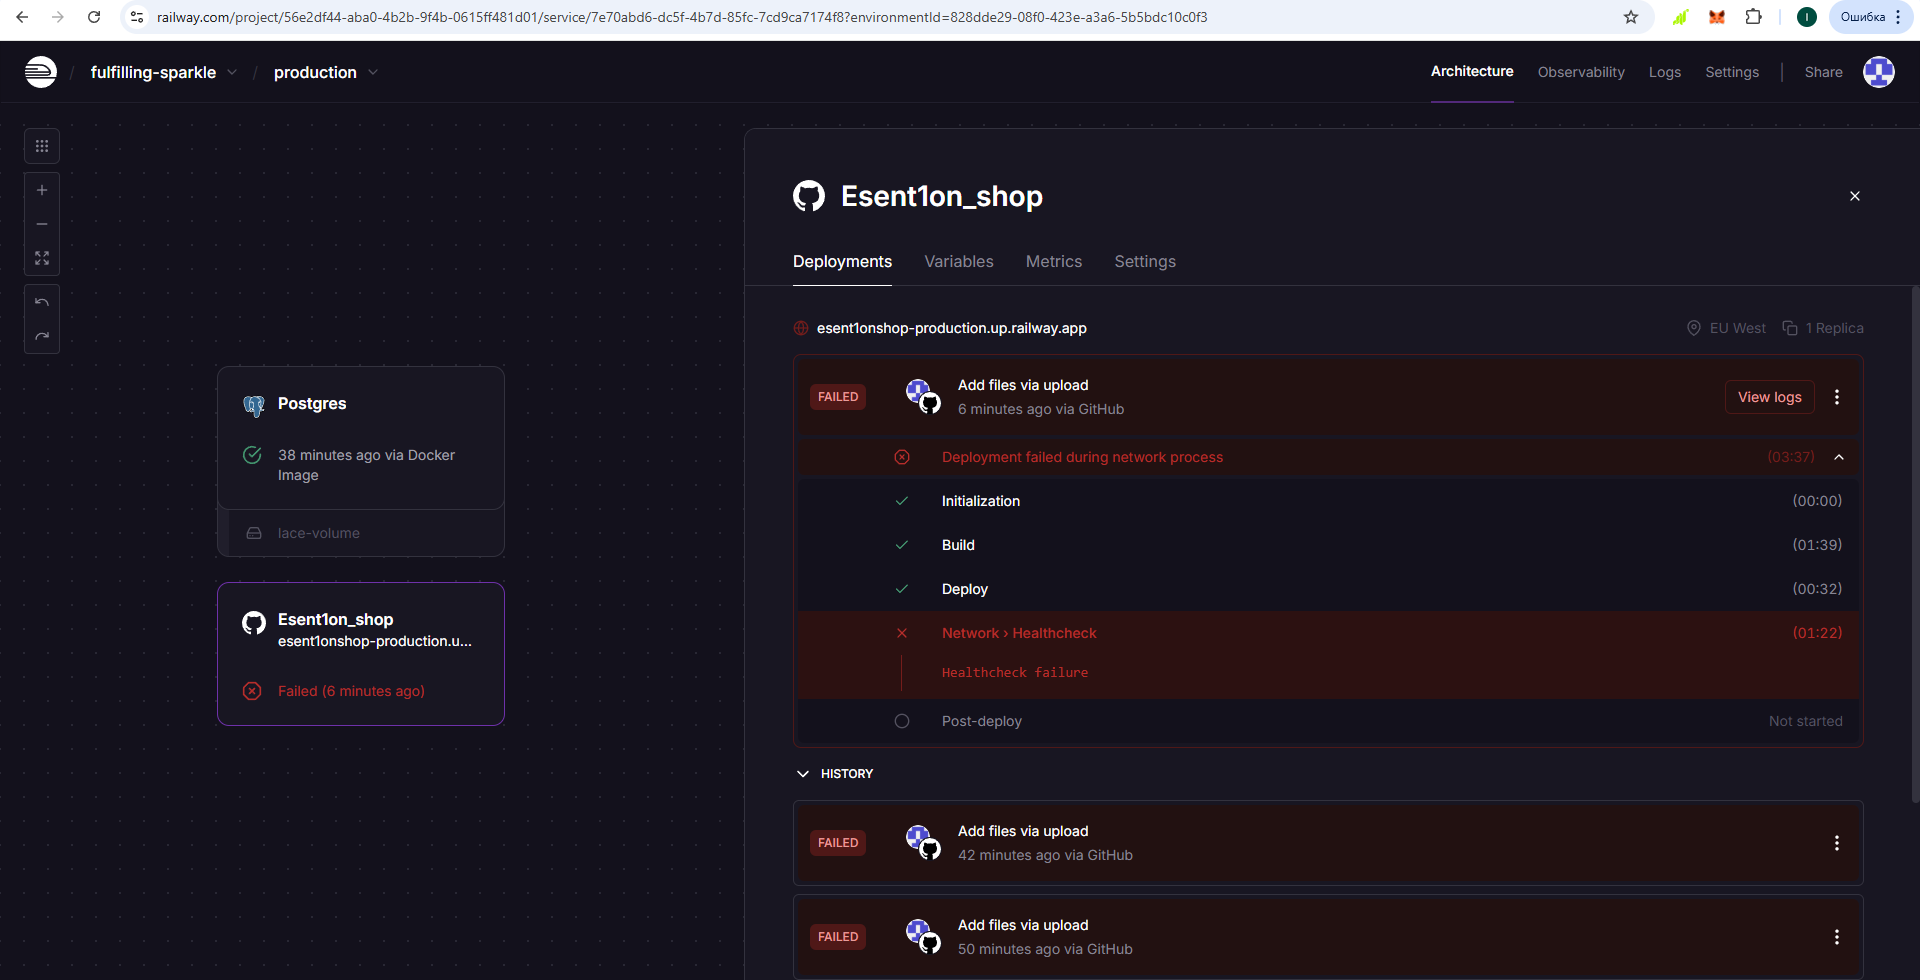 railway.com/project/56e2df44-aba0-4b2b-9f4b-0615ff481d01/service/7e70abd6-dc5f-4b7d-85fc-7cd9ca7174f8?environmentId=828dde29-08f0-423e-a3a6-5b5bdc10c0f3
I
Ошибка
/ fulfilling-sparkle / production
Architecture Observability Logs Settings | Share
Esent1on_shop
Deployments Variables Metrics Settings
esent1onshop-production.up.railway.app
EU West 1 Replica
FAILED
Add files via upload
6 minutes ago via GitHub
View logs
Deployment failed during network process (03:37)
Initialization (00:00)
Build (01:39)
Deploy (00:32)
Network › Healthcheck (01:22)
Healthcheck failure
Post-deploy Not started
HISTORY
FAILED
Add files via upload
42 minutes ago via GitHub
FAILED
Add files via upload
50 minutes ago via GitHub
Postgres
38 minutes ago via Docker
Image
lace-volume
Esent1on_shop
esent1onshop-production.u...
Failed (6 minutes ago)